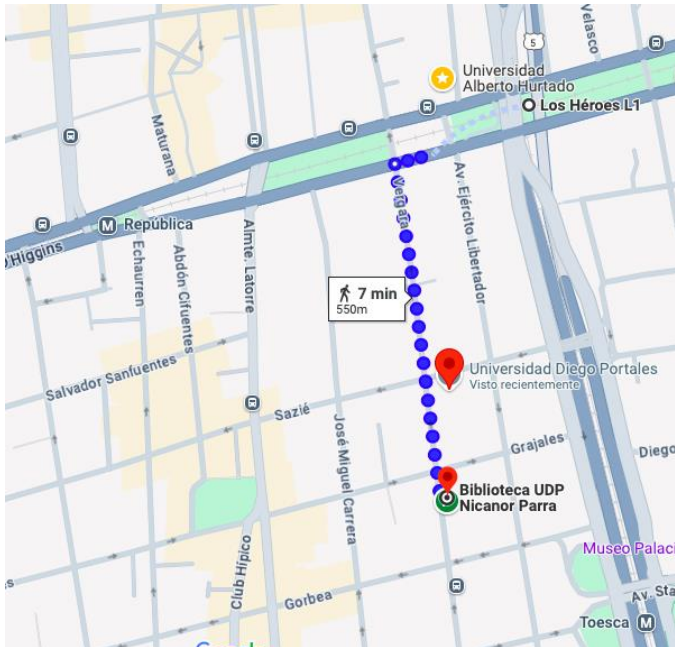 Velasco
5
Universidad
Alberto Hurtado
Los Héroes L1
Maturana
Vergara
Av. Ejército Libertador
M
República
O'Higgins
Echaurren
Abdón Cifuentes
Almte. Latorre
7 min
550m
Universidad Diego Portales
Visto recientemente
Salvador Sanfuentes
Sazié
José Miguel Carrera
Grajales
Diego
Biblioteca UDP
Nicanor Parra
Museo Palaci
Club Hípico
Gorbea
Av. Sta
Toesca
M